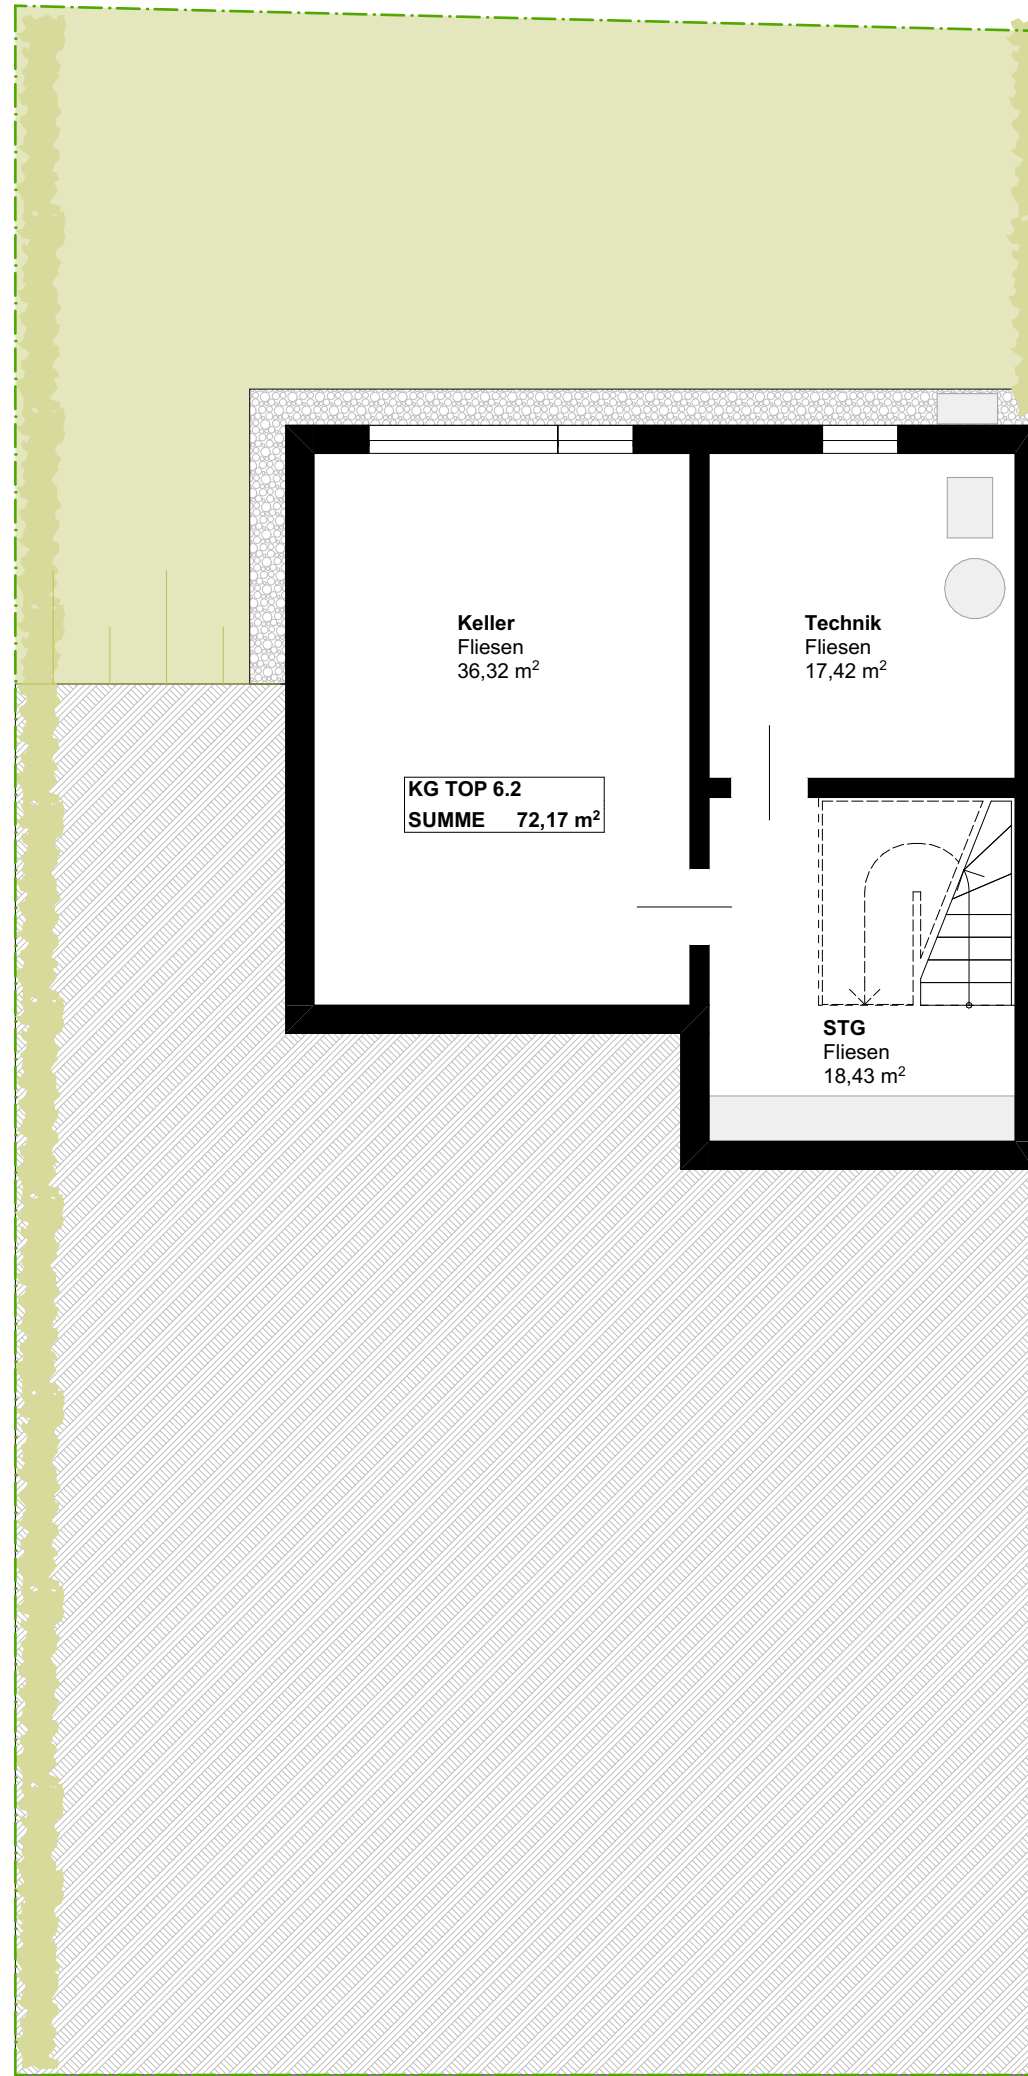 Keller
Fliesen
36,32 m²
Technik
Fliesen
17,42 m²
KG TOP 6.2
SUMME 72,17 m²
STG
Fliesen
18,43 m²